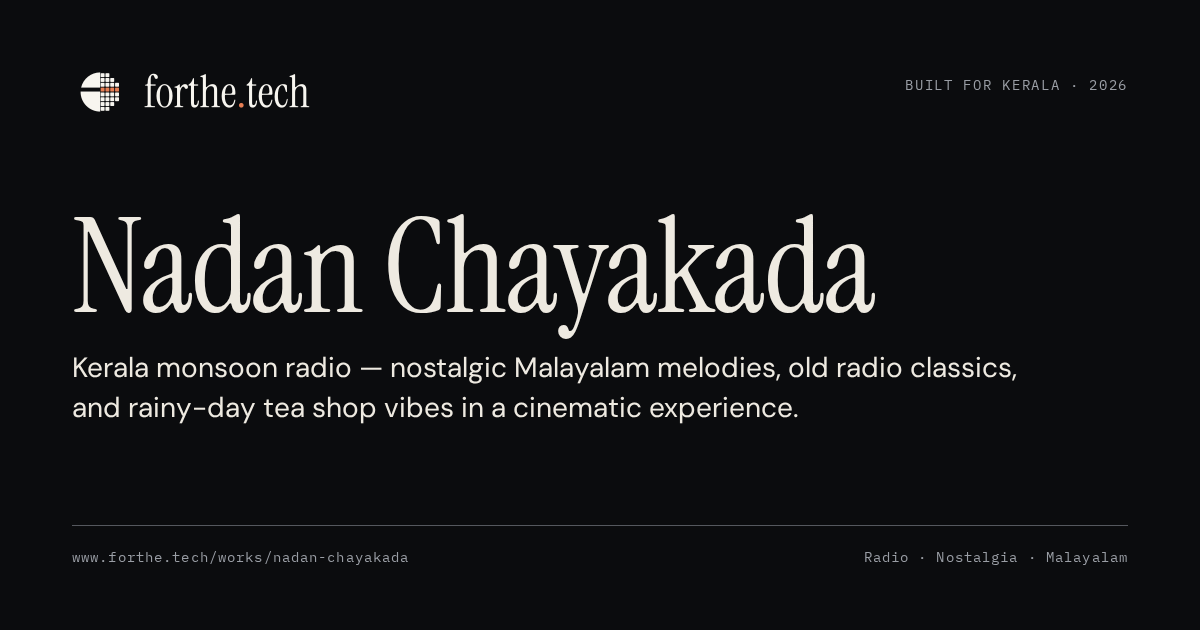 forthe.tech
BUILT FOR KERALA · 2026
Nadan Chayakada
Kerala monsoon radio — nostalgic Malayalam melodies, old radio classics,
and rainy-day tea shop vibes in a cinematic experience.
www.forthe.tech/works/nadan-chayakada
Radio · Nostalgia · Malayalam